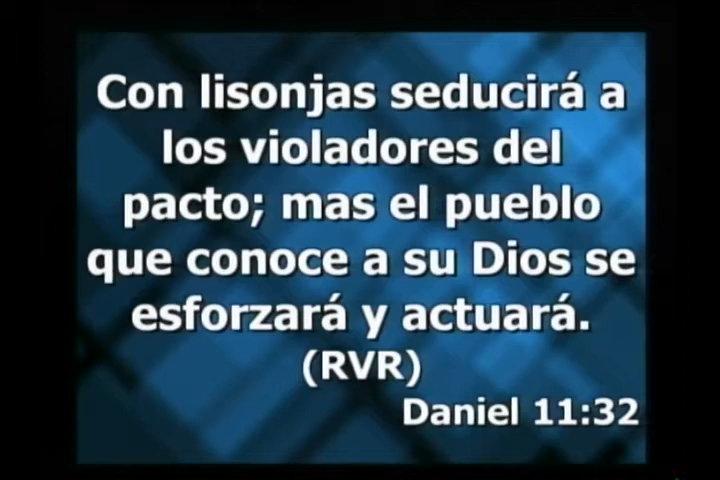 Con lisonjas seducirá a
los violadores del
pacto; mas el pueblo
que conoce a su Dios se
esforzará y actuará.
(RVR)
Daniel 11:32